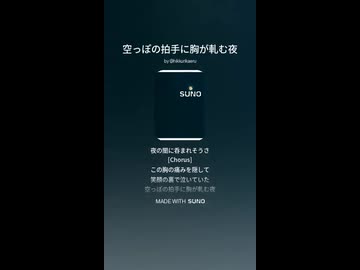 空っぽの拍手に胸が軋む夜
SUNO
夜の闇に呑まれそうさ
[Chorus]
この胸の痛みを隠して
笑顔の裏で泣いていた
空っぽの拍手に胸が軋む夜
MADE WITH SUNO